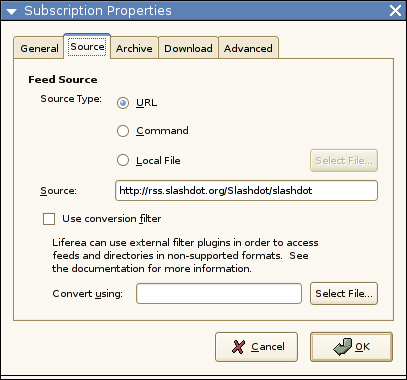 Subscription Properties
General Source Archive Download Advanced
Feed Source
Source Type: URL
Command
Local File Select File...
Source: http://rss.slashdot.org/Slashdot/slashdot
Use conversion filter
Liferea can use external filter plugins in order to access
feeds and directories in non-supported formats. See
the documentation for more information.
Convert using: Select File...
Cancel OK